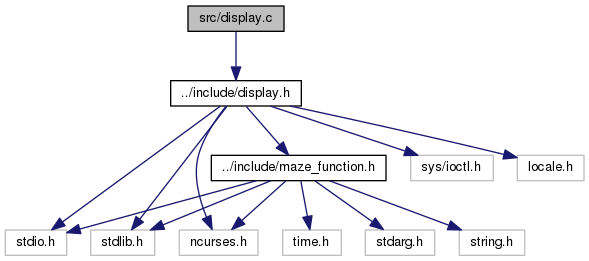 src/display.c
../include/display.h
../include/maze_function.h
sys/ioctl.h
locale.h
stdio.h
stdlib.h
ncurses.h
time.h
stdarg.h
string.h